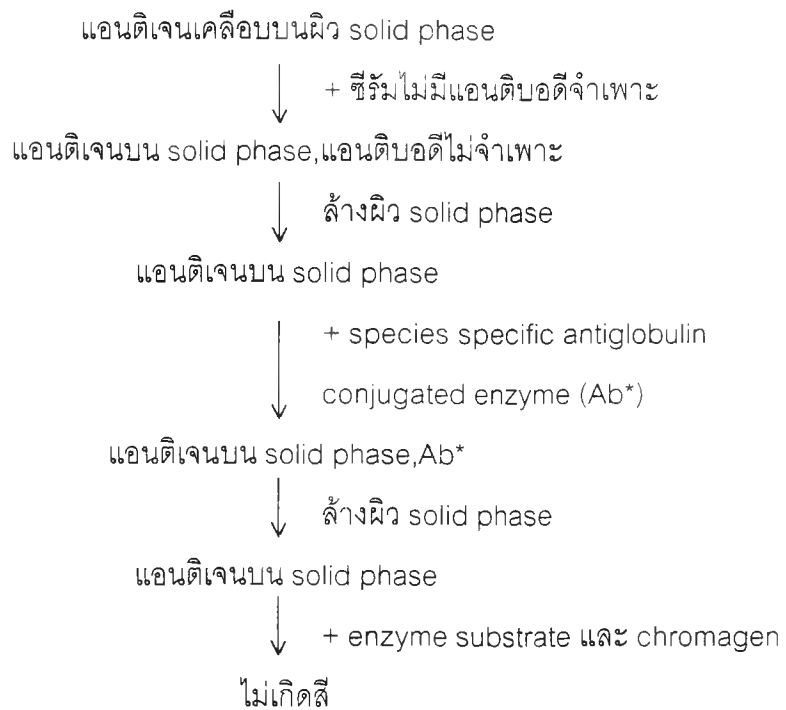 แอนติเจนเคลือบบนผิว solid phase
+ ซีรัมไม่มีแอนติบอดีจำเพาะ
แอนติเจนบน solid phase,แอนติบอดีไม่จำเพาะ
ล้างผิว solid phase
แอนติเจนบน solid phase
+ species specific antiglobulin
conjugated enzyme (Ab*)
แอนติเจนบน solid phase,Ab*
ล้างผิว solid phase
แอนติเจนบน solid phase
+ enzyme substrate และ chromagen
ไม่เกิดสี